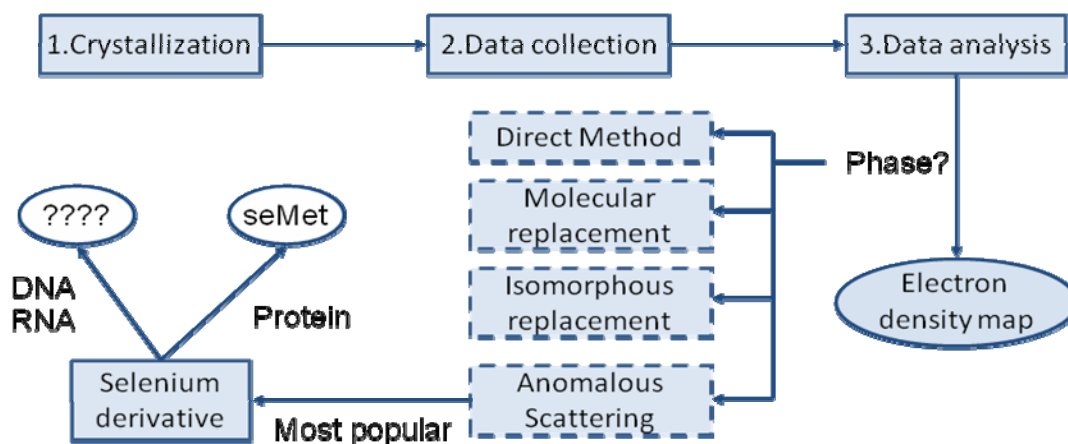 1.Crystallization
2.Data collection
3.Data analysis
Direct Method
Phase?
????
seMet
Molecular
replacement
DNA
RNA
Protein
Isomorphous
replacement
Electron
density map
Selenium
derivative
Most popular
Anomalous
Scattering